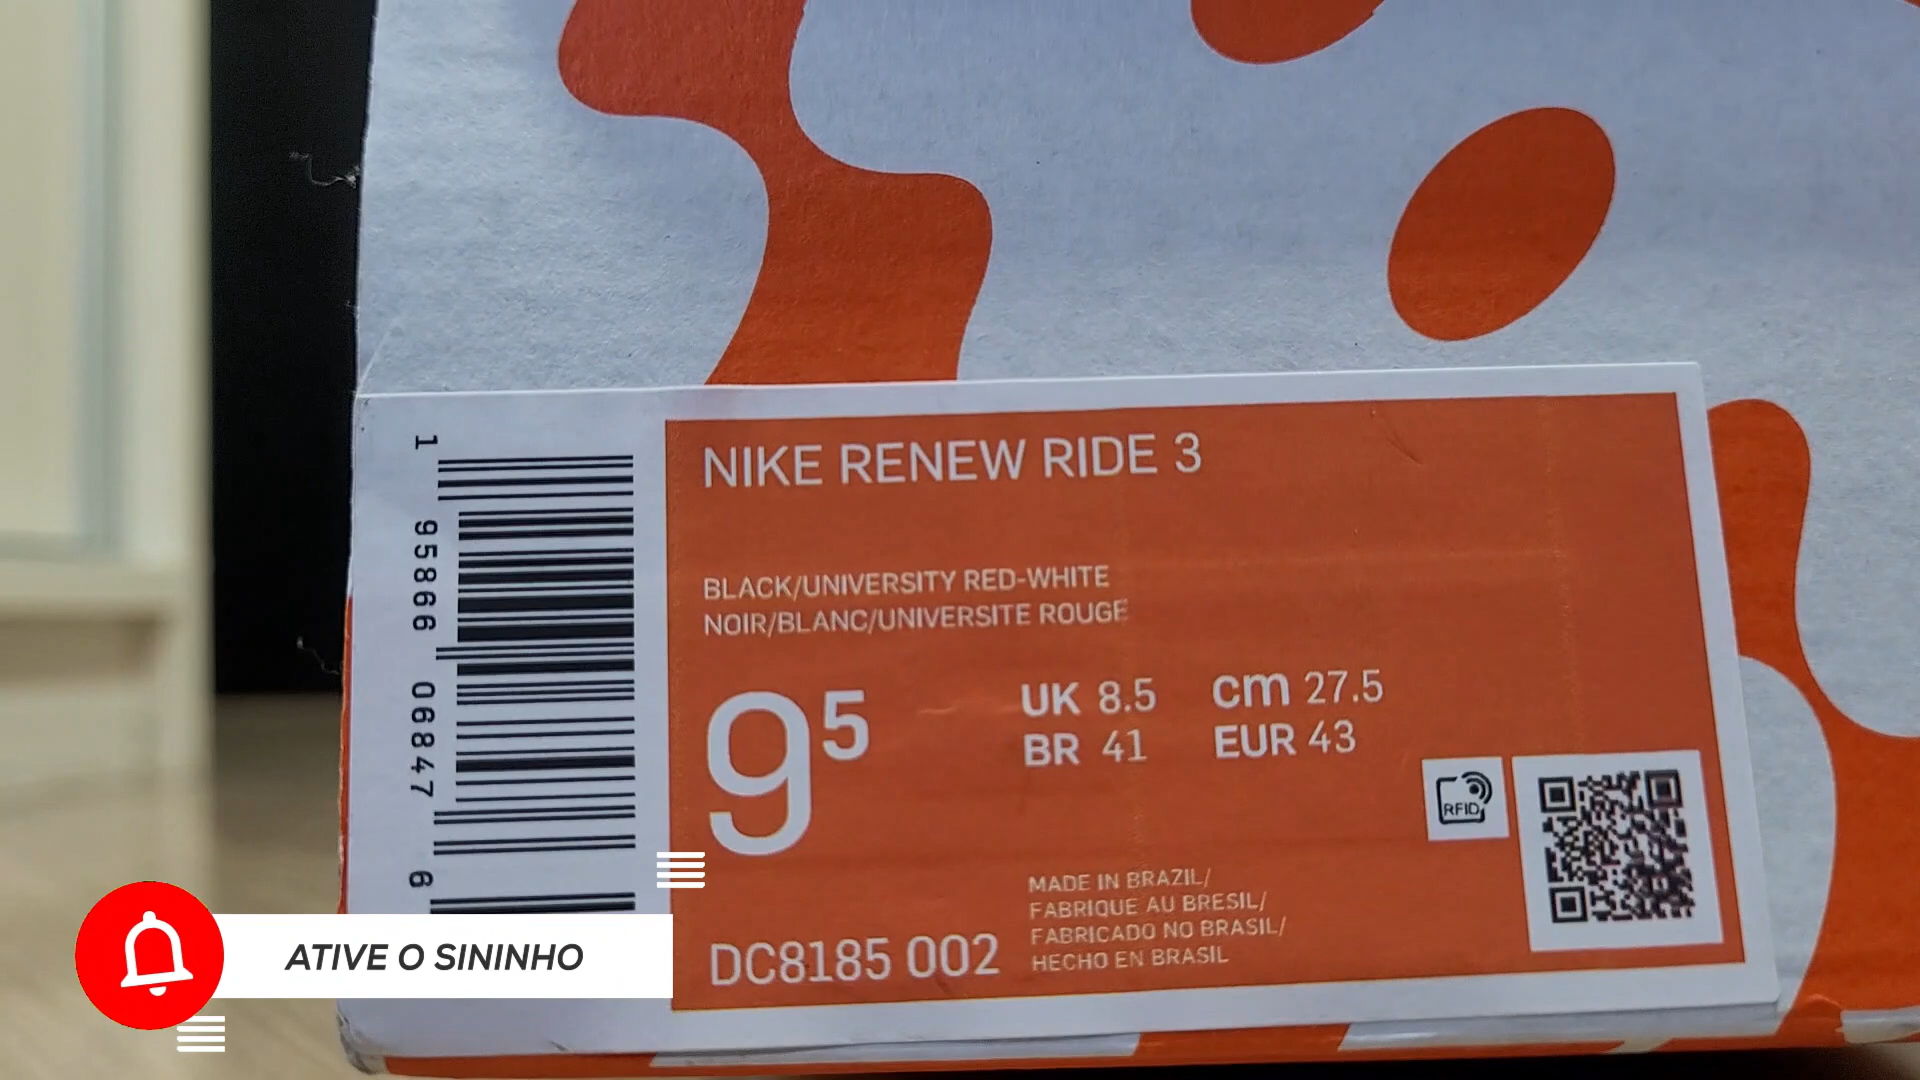 1 95866 06847 6
NIKE RENEW RIDE 3
BLACK/UNIVERSITY RED-WHITE
NOIR/BLANC/UNIVERSITE ROUGE
9⁵
UK 8.5 cm 27.5
BR 41 EUR 43
RFID
MADE IN BRAZIL/
FABRIQUE AU BRESIL/
FABRICADO NO BRASIL/
HECHO EN BRASIL
DC8185 002
ATIVE O SININHO